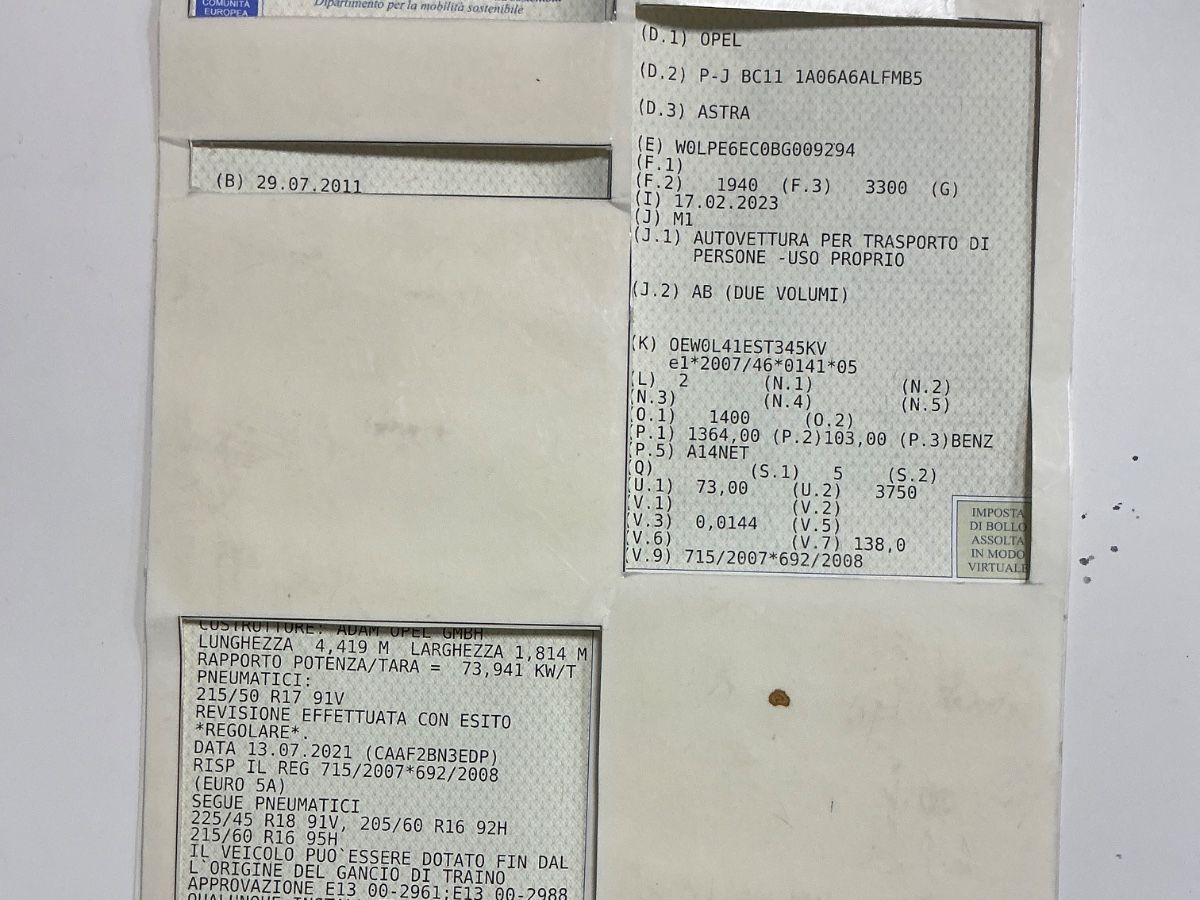 COMUNITÀ
EUROPEA
Dipartimento per la mobilità sostenibile
(B) 29.07.2011
(D.1) OPEL
(D.2) P-J BC11 1A06A6ALFMB5
(D.3) ASTRA
(E) W0LPE6EC0BG009294
(F.1)
(F.2) 1940 (F.3) 3300 (G)
(I) 17.02.2023
(J) M1
(J.1) AUTOVETTURA PER TRASPORTO DI
PERSONE -USO PROPRIO
(J.2) AB (DUE VOLUMI)
(K) OEW0L41EST345KV
e1*2007/46*0141*05
(L) 2 (N.1) (N.2)
(N.3) (N.4) (N.5)
(O.1) 1400 (O.2)
(P.1) 1364,00 (P.2)103,00 (P.3)BENZ
(P.5) A14NET
(Q) (S.1) 5 (S.2)
(U.1) 73,00 (U.2) 3750
(V.1) (V.2)
(V.3) 0,0144 (V.5)
(V.6) (V.7) 138,0
(V.9) 715/2007*692/2008
IMPOSTA
DI BOLLO
ASSOLTA
IN MODO
VIRTUALE
COSTRUTTORE: ADAM OPEL GMBH
LUNGHEZZA 4,419 M LARGHEZZA 1,814 M
RAPPORTO POTENZA/TARA = 73,941 KW/T
PNEUMATICI:
215/50 R17 91V
REVISIONE EFFETTUATA CON ESITO
*REGOLARE*.
DATA 13.07.2021 (CAAF2BN3EDP)
RISP IL REG 715/2007*692/2008
(EURO 5A)
SEGUE PNEUMATICI
225/45 R18 91V, 205/60 R16 92H
215/60 R16 95H
IL VEICOLO PUO`ESSERE DOTATO FIN DAL
L`ORIGINE DEL GANCIO DI TRAINO
APPROVAZIONE E13 00-2961;E13 00-2988
QUALUNQUE